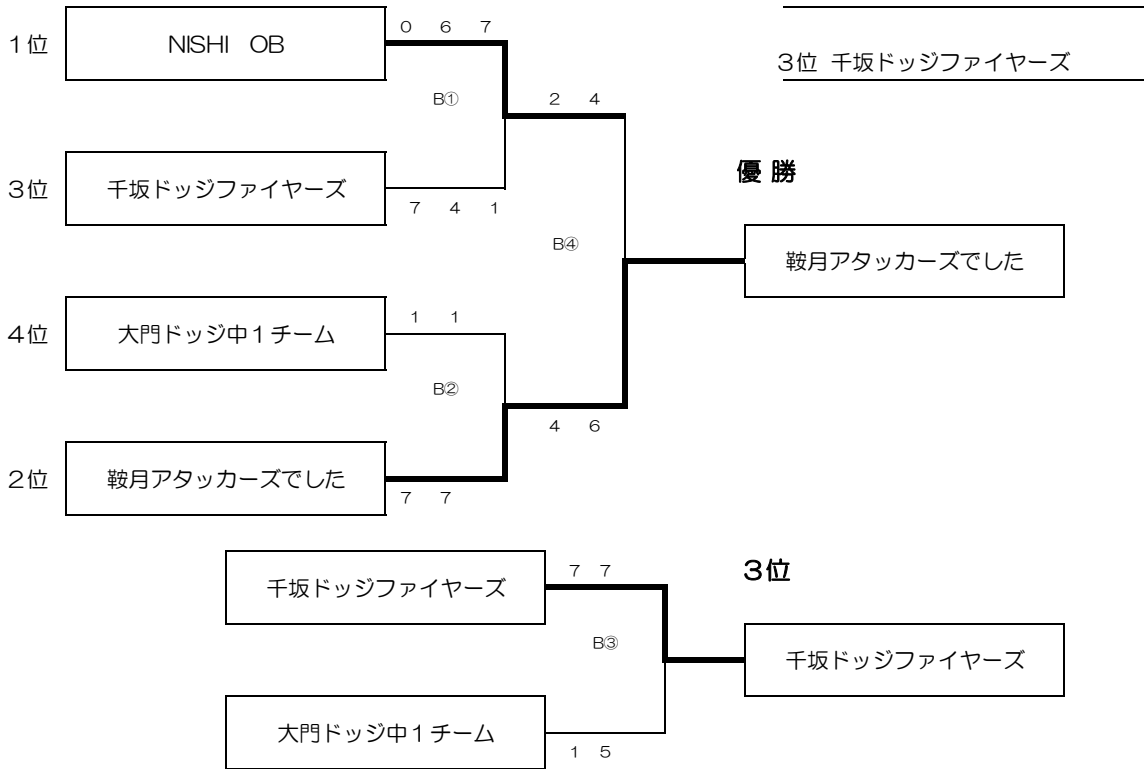 1位 NISHI OB
0 6 7
B①
2 4
3位 千坂ドッジファイヤーズ
優 勝
3位 千坂ドッジファイヤーズ
7 4 1
B④
鞍月アタッカーズでした
4位 大門ドッジ中1チーム
1 1
B②
4 6
2位 鞍月アタッカーズでした
7 7
千坂ドッジファイヤーズ
7 7
3位
B③
千坂ドッジファイヤーズ
大門ドッジ中1チーム
1 5